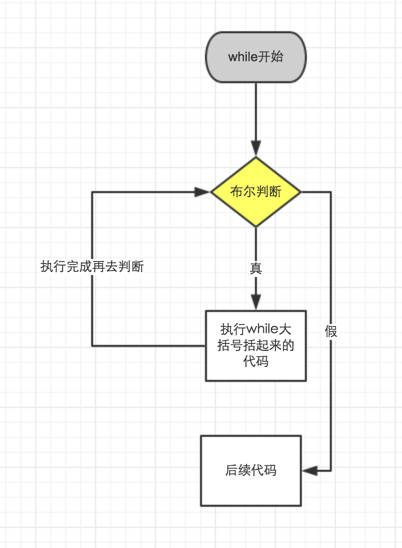 while开始
布尔判断
执行完成再去判断
真
执行while大
括号括起来的
代码
假
后续代码